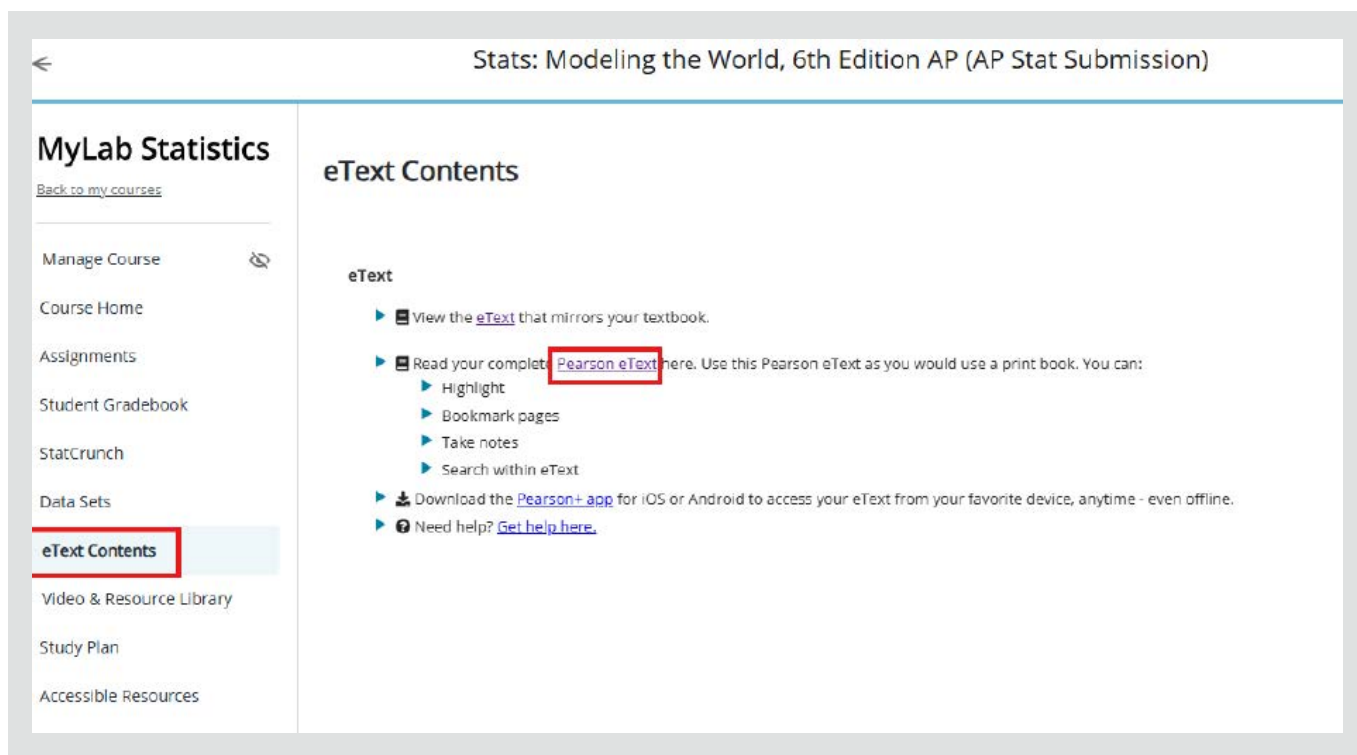 Stats: Modeling the World, 6th Edition AP (AP Stat Submission)
MyLab Statistics
Back to my courses
Manage Course
Course Home
Assignments
Student Gradebook
StatCrunch
Data Sets
eText Contents
Video & Resource Library
Study Plan
Accessible Resources
eText Contents
eText
View the eText that mirrors your textbook.
Read your complete Pearson eText here. Use this Pearson eText as you would use a print book. You can:
Highlight
Bookmark pages
Take notes
Search within eText
Download the Pearson+ app for iOS or Android to access your eText from your favorite device, anytime - even offline.
Need help? Get help here.